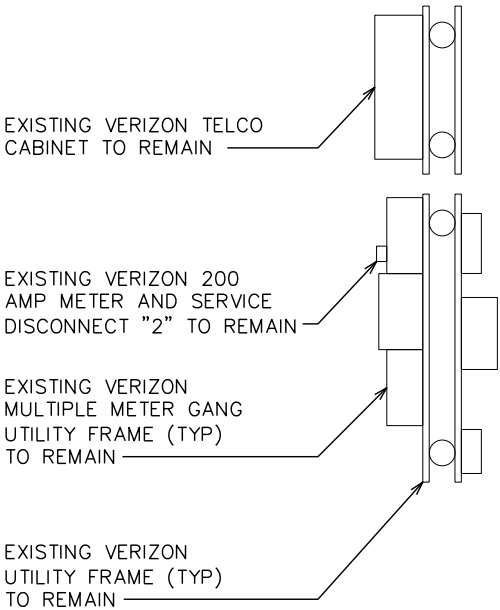 EXISTING VERIZON TELCO
CABINET TO REMAIN
EXISTING VERIZON 200
AMP METER AND SERVICE
DISCONNECT "2" TO REMAIN
EXISTING VERIZON
MULTIPLE METER GANG
UTILITY FRAME (TYP)
TO REMAIN
EXISTING VERIZON
UTILITY FRAME (TYP)
TO REMAIN